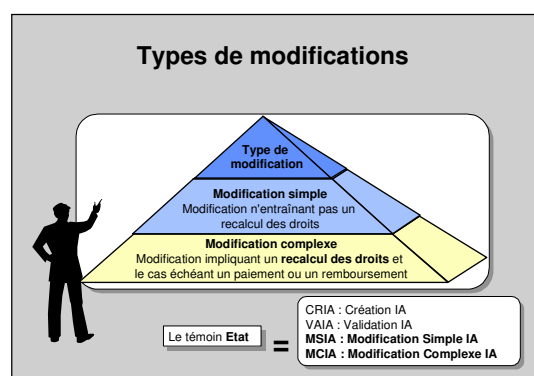 Types de modifications
Type de
modification
Modification simple
Modification n'entraînant pas un
recalcul des droits
Modification complexe
Modification impliquant un recalcul des droits et
le cas échéant un paiement ou un remboursement
Le témoin Etat
=
CRIA : Création IA
VAIA : Validation IA
MSIA : Modification Simple IA
MCIA : Modification Complexe IA